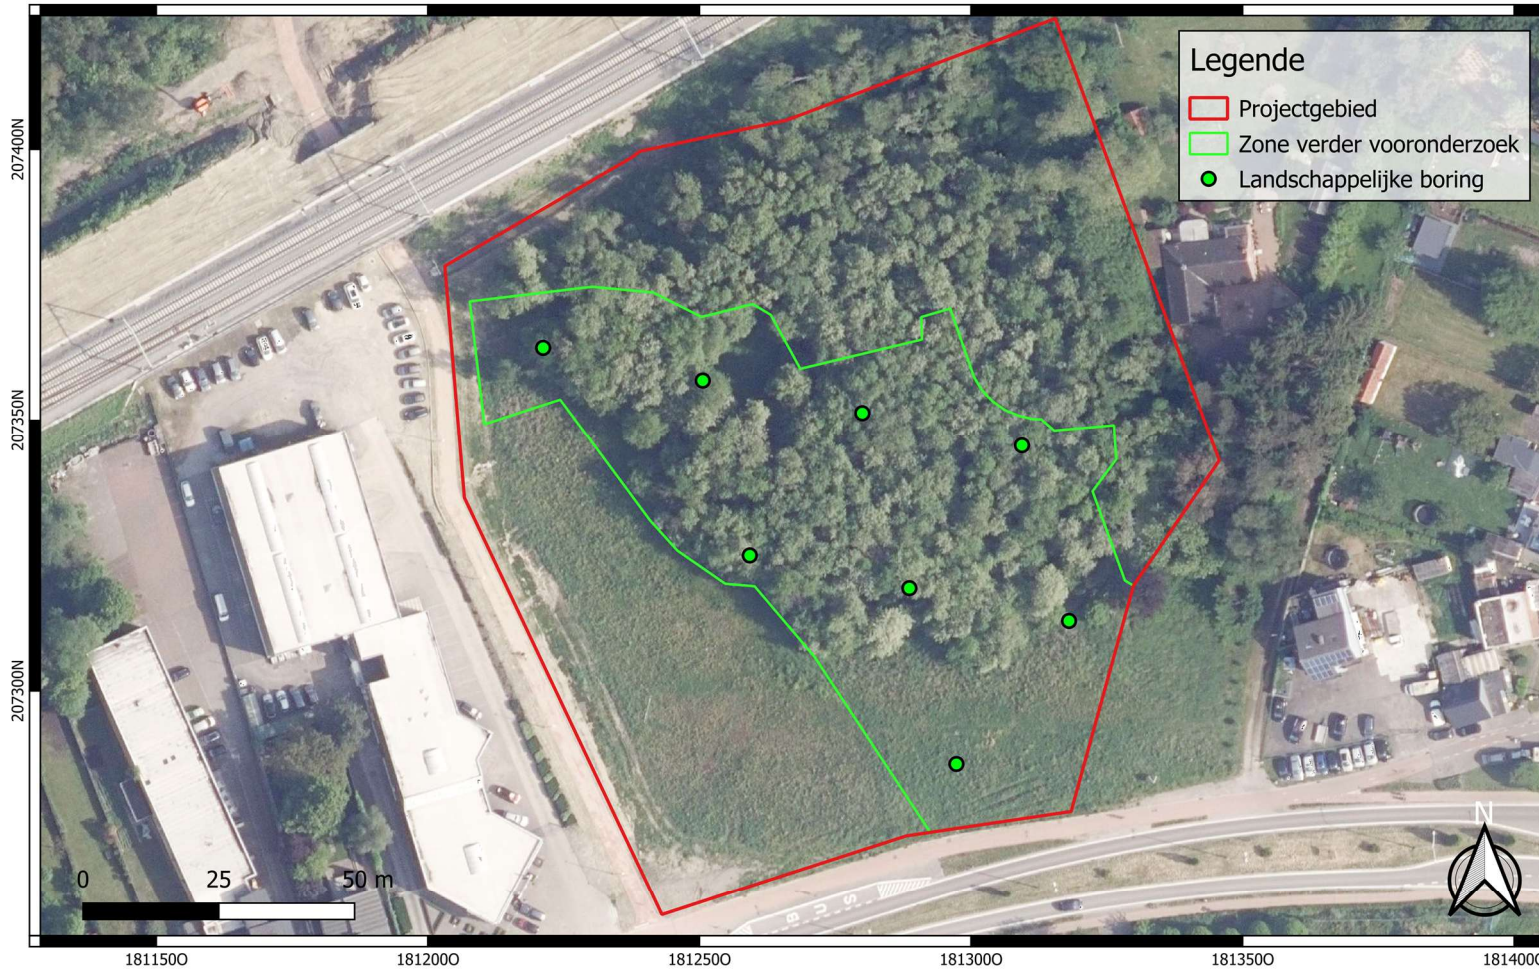 Legende
Projectgebied
Zone verder vooronderzoek
Landschappelijke boring
207400N
207350N
207300N
N
0 25 50 m
BUS
181150O 181200O 181250O 181300O 181350O 181400O